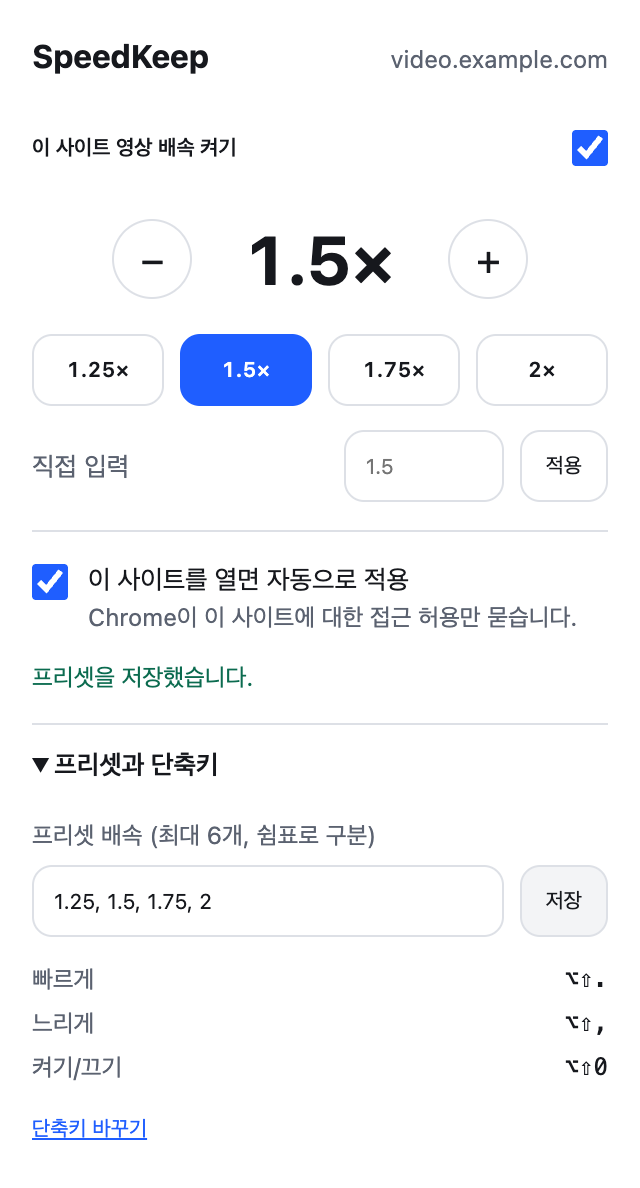 SpeedKeep
video.example.com
이 사이트 영상 배속 켜기
− 1.5× +
1.25× 1.5× 1.75× 2×
직접 입력 1.5 적용
이 사이트를 열면 자동으로 적용
Chrome이 이 사이트에 대한 접근 허용만 묻습니다.
프리셋을 저장했습니다.
▼ 프리셋과 단축키
프리셋 배속 (최대 6개, 쉼표로 구분)
1.25, 1.5, 1.75, 2 저장
빠르게 ⌥⇧.
느리게 ⌥⇧,
켜기/끄기 ⌥⇧0
단축키 바꾸기